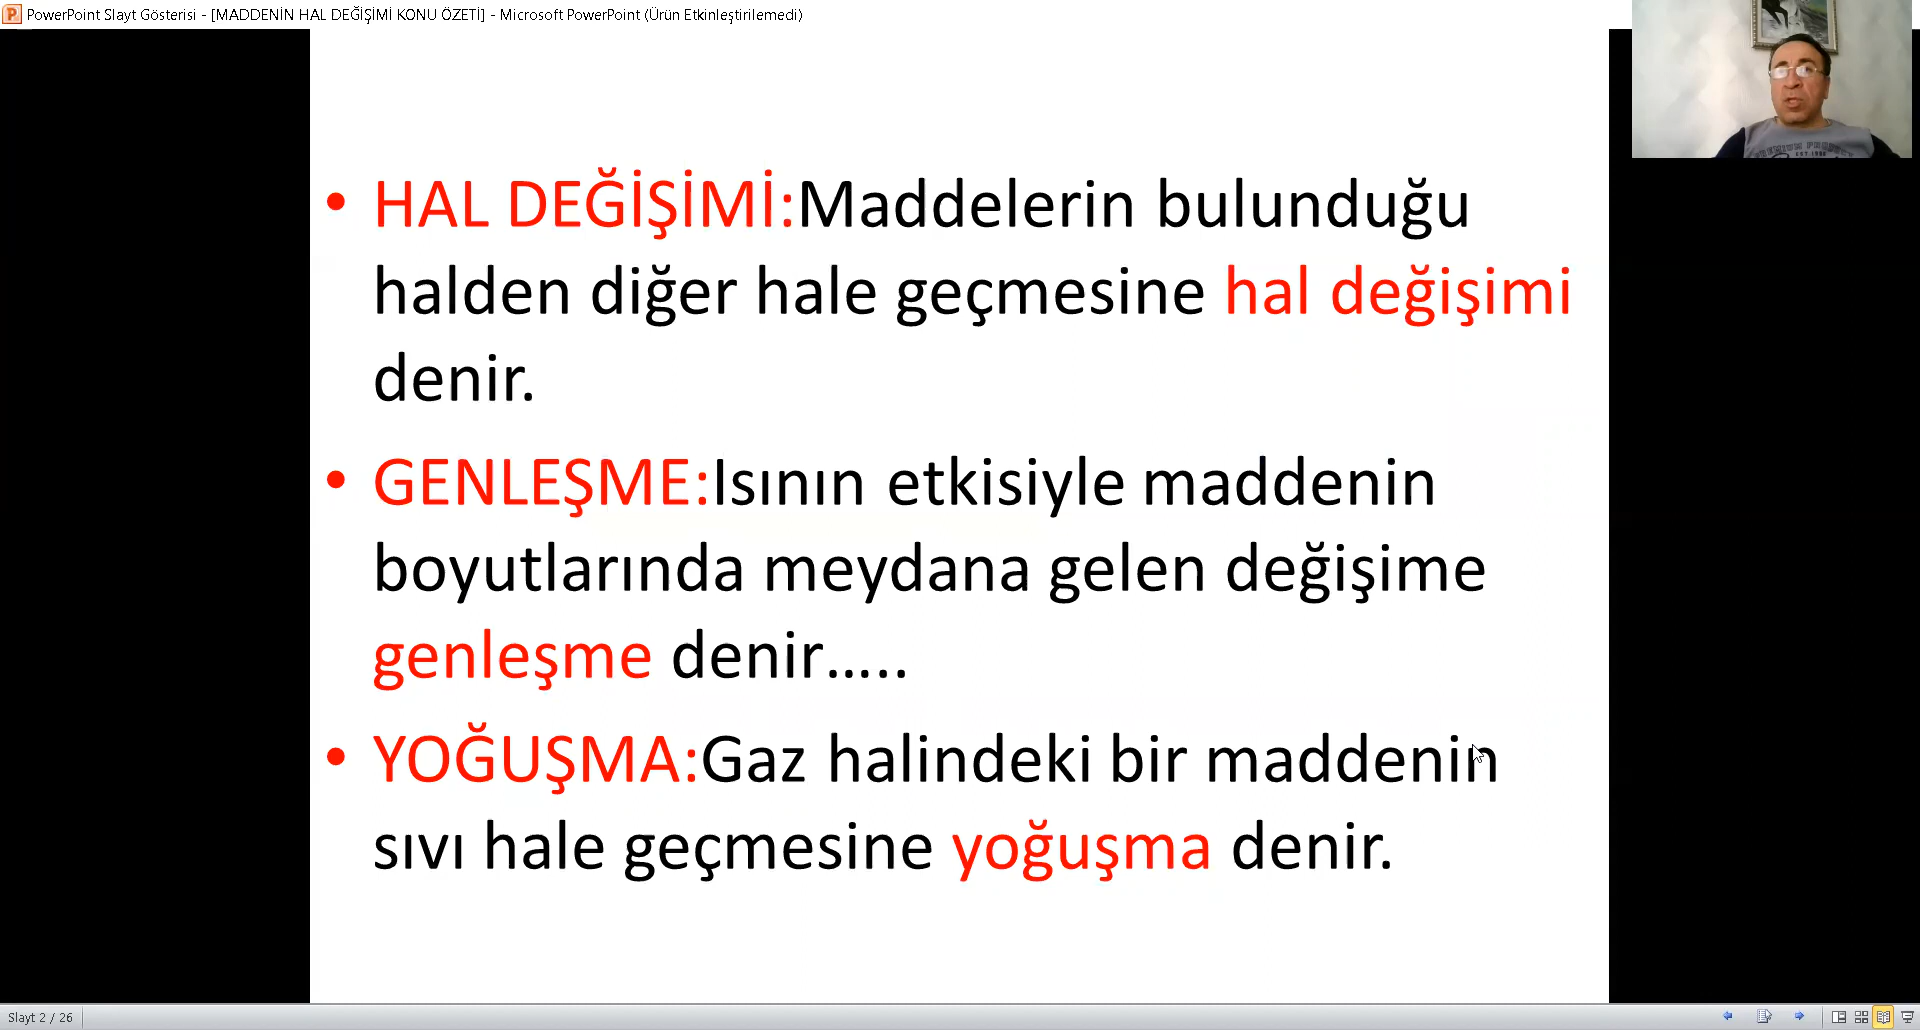 PowerPoint Slayt Gösterisi - [MADDENİN HAL DEĞİŞİMİ KONU ÖZETİ] - Microsoft PowerPoint (Ürün Etkinleştirilemedi)
• HAL DEĞİŞİMİ:Maddelerin bulunduğu
halden diğer hale geçmesine hal değişimi
denir.
• GENLEŞME:Isının etkisiyle maddenin
boyutlarında meydana gelen değişime
genleşme denir.....
• YOĞUŞMA:Gaz halindeki bir maddenin
sıvı hale geçmesine yoğuşma denir.
Slayt 2 / 26